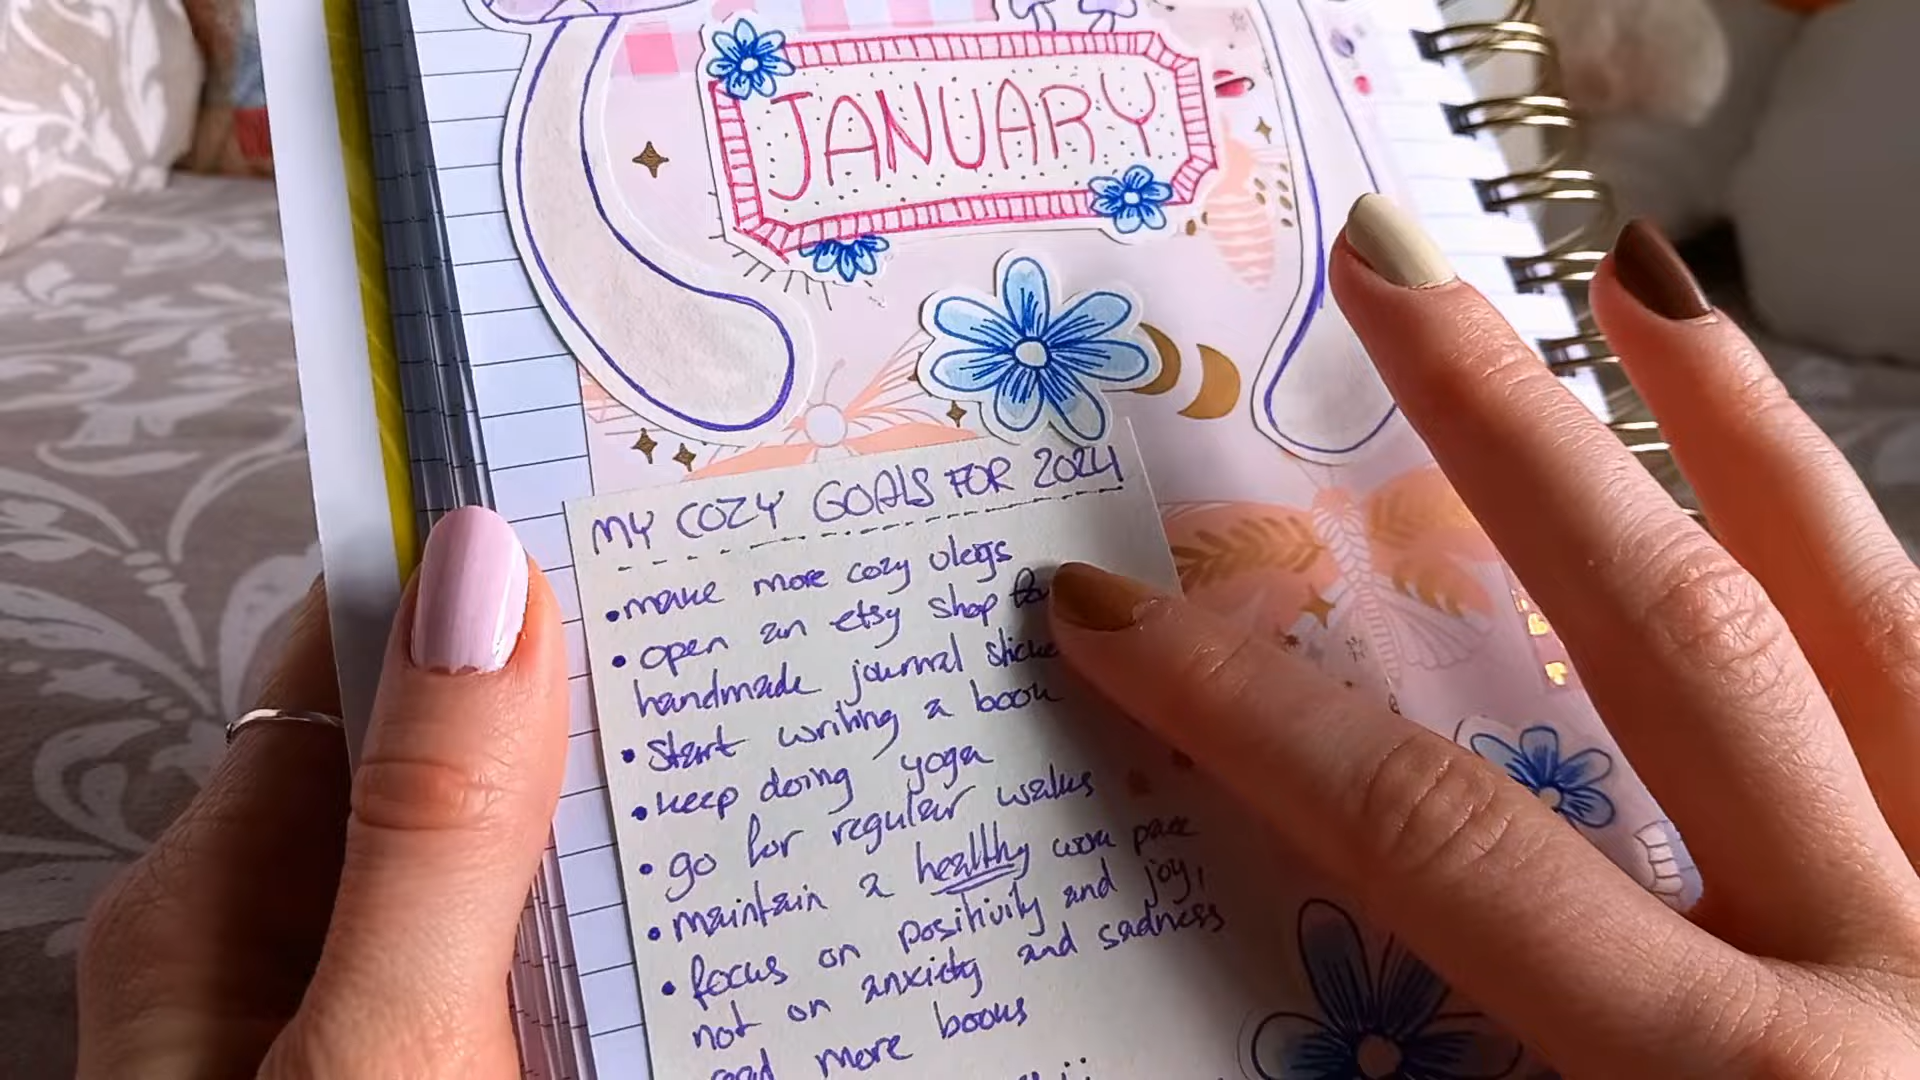 JANUARY
MY COZY GOALS FOR 2024
• make more cozy vlogs
• open an etsy shop
handmade journal
• start writing a book
• keep doing yoga
• go for regular walks
• maintain a healthy work pace
• focus on positivity and joy,
not on anxiety and sadness
more books